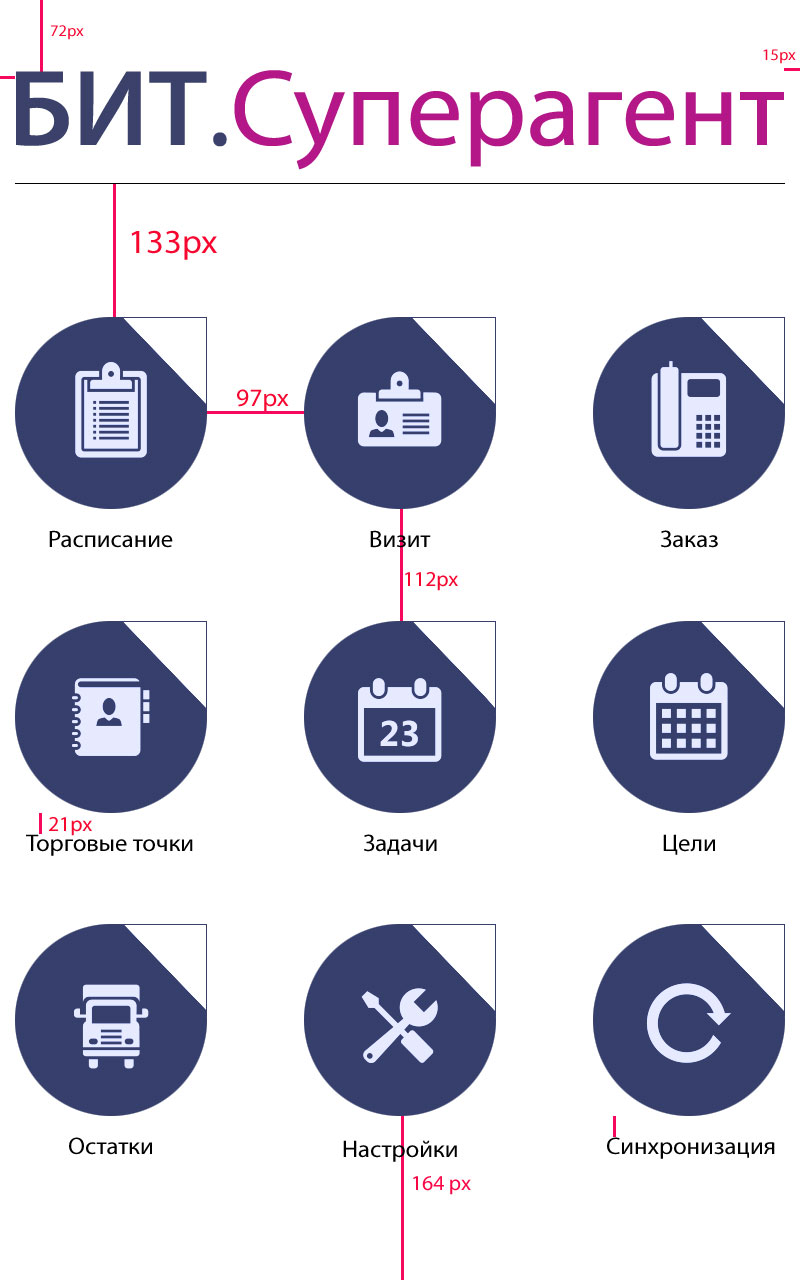 72px
15px
БИТ.Суперагент
133px
97px
Расписание
Визит
Заказ
112px
23
21px
Торговые точки
Задачи
Цели
Остатки
Настройки
Синхронизация
164 px